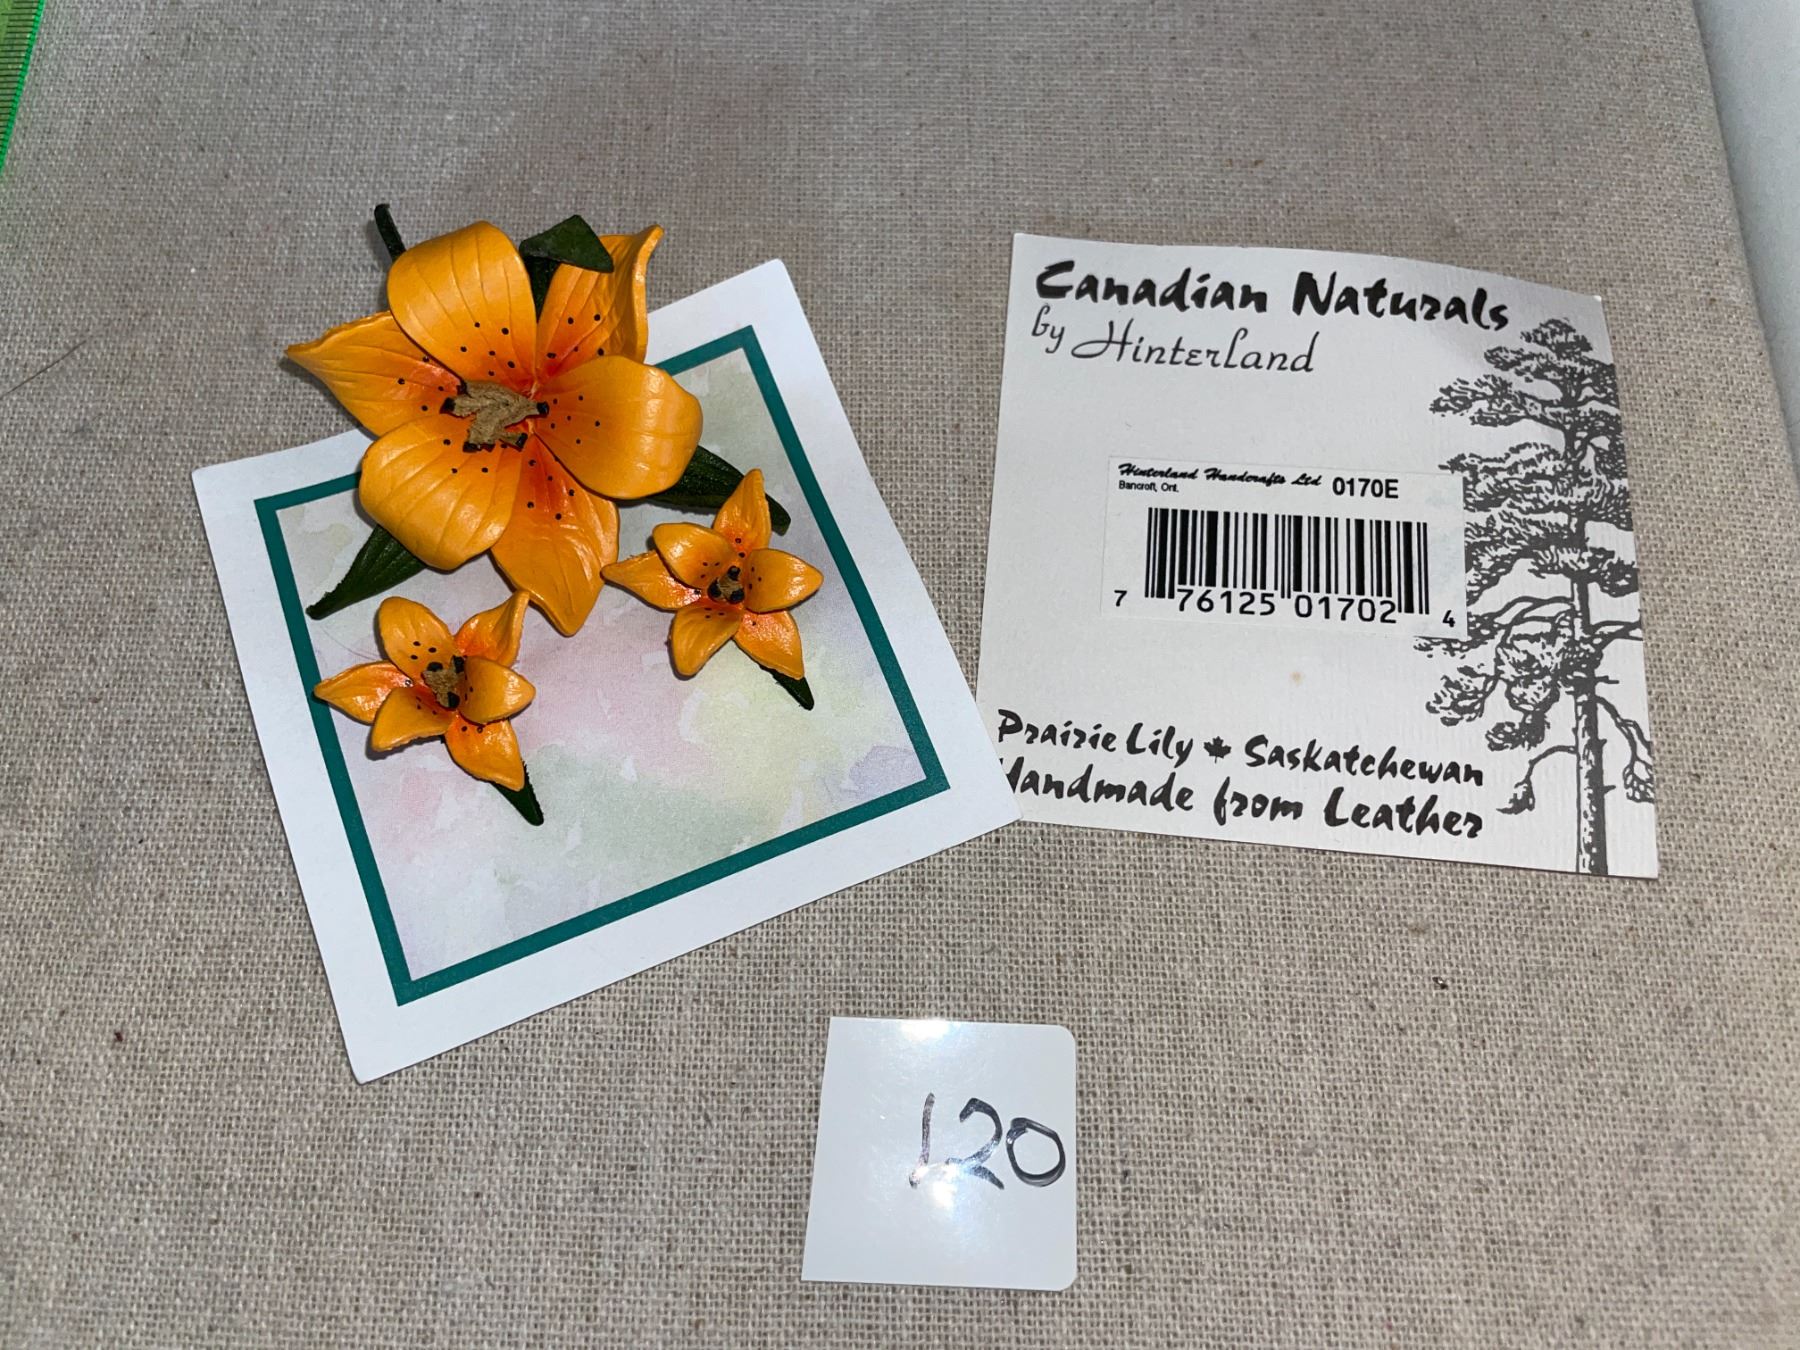 Canadian Naturals
by Hinterland
Hinterland Handcrafts Ltd 0170E
Bancroft, Ont.
7 76125 01702 4
Prairie Lily Saskatchewan
Handmade from Leather
120